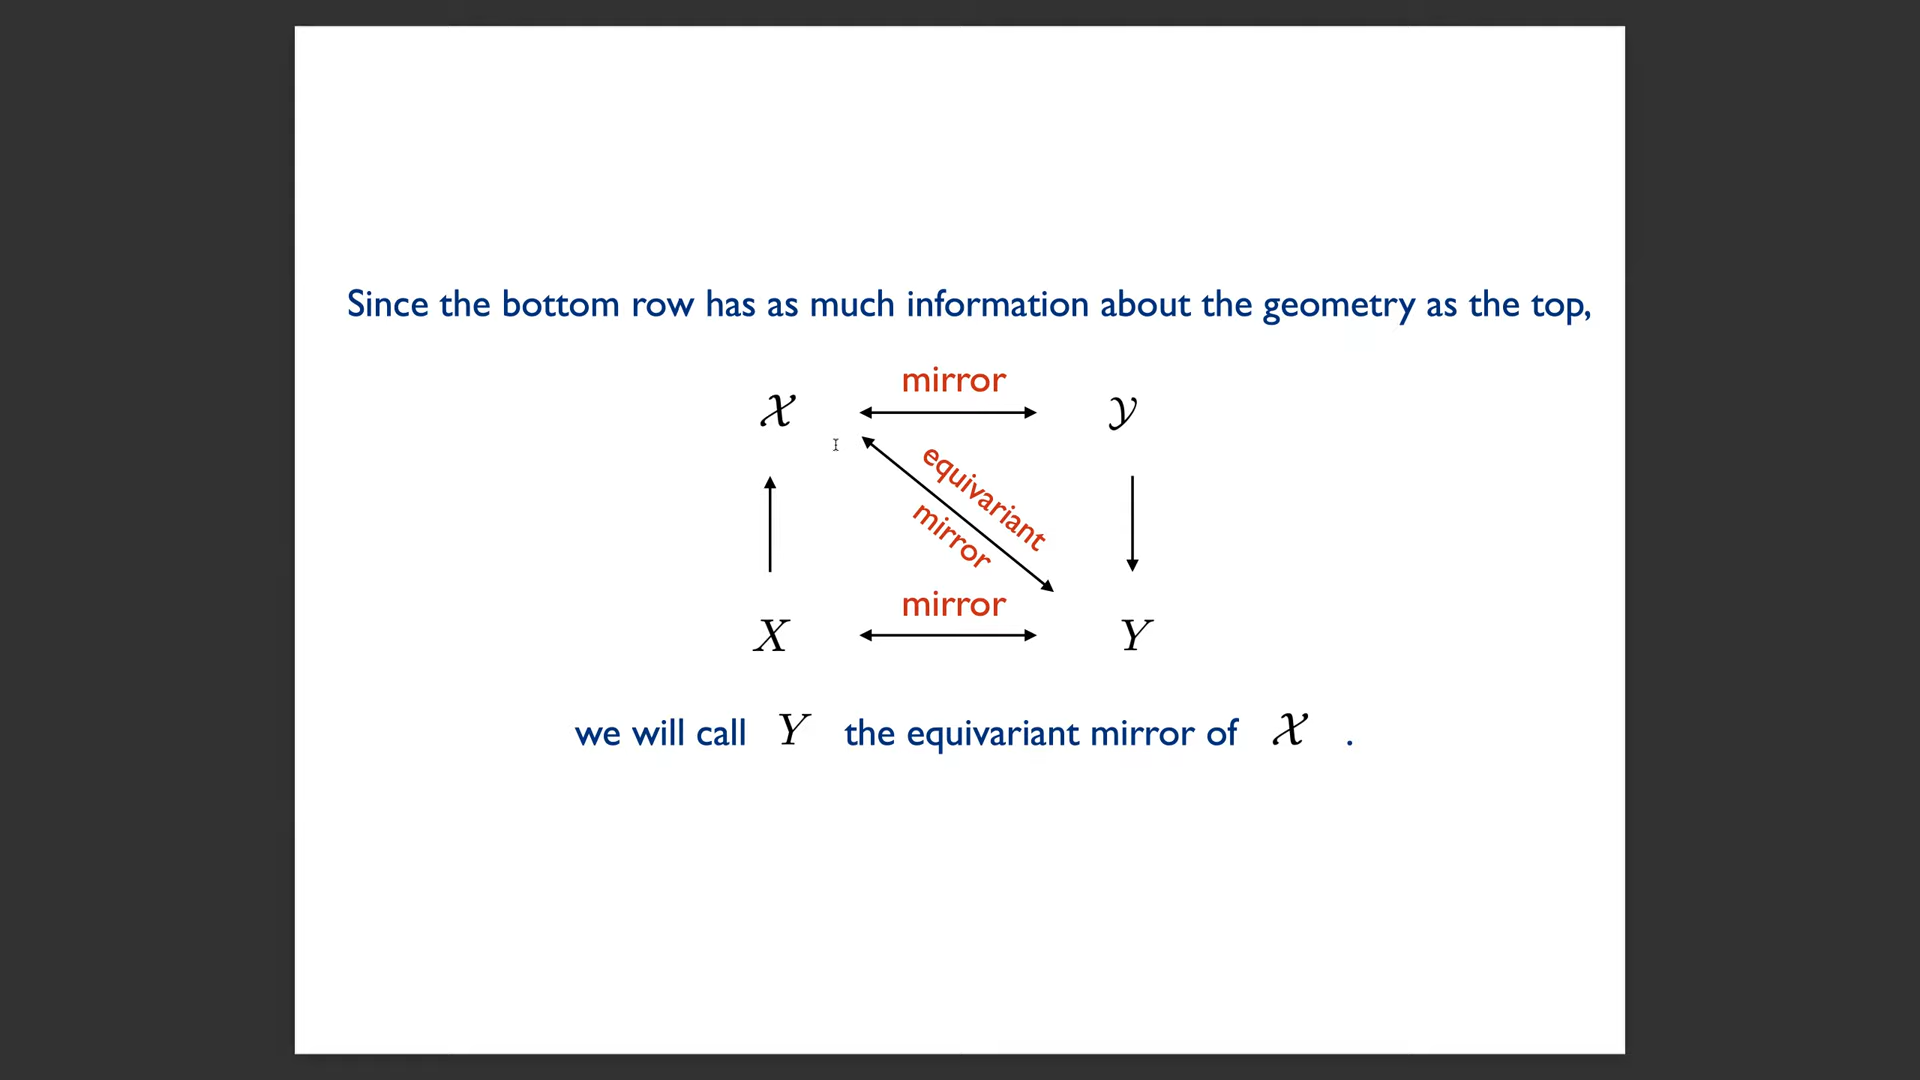 Since the bottom row has as much information about the geometry as the top,
mirror
𝒳 𝒴
equivariant
mirror
mirror
X Y
we will call Y the equivariant mirror of 𝒳 .